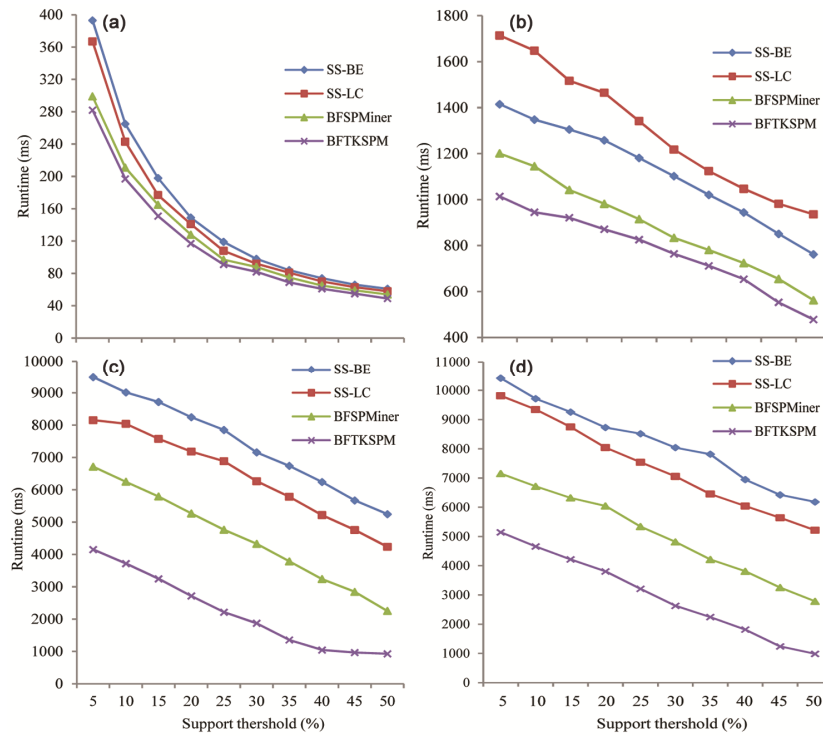 (a)
400
360
320
280
240
200
160
120
80
40
0
Runtime (ms)
SS-BE
SS-LC
BFSPMiner
BFTKSPM
(b)
1800
1600
1400
1200
1000
800
600
400
Runtime (ms)
SS-BE
SS-LC
BFSPMiner
BFTKSPM
(c)
10000
9000
8000
7000
6000
5000
4000
3000
2000
1000
0
Runtime (ms)
SS-BE
SS-LC
BFSPMiner
BFTKSPM
5 10 15 20 25 30 35 40 45 50
Support thershold (%)
(d)
11000
10000
9000
8000
7000
6000
5000
4000
3000
2000
1000
0
Runtime (ms)
SS-BE
SS-LC
BFSPMiner
BFTKSPM
5 10 15 20 25 30 35 40 45 50
Support thershold (%)